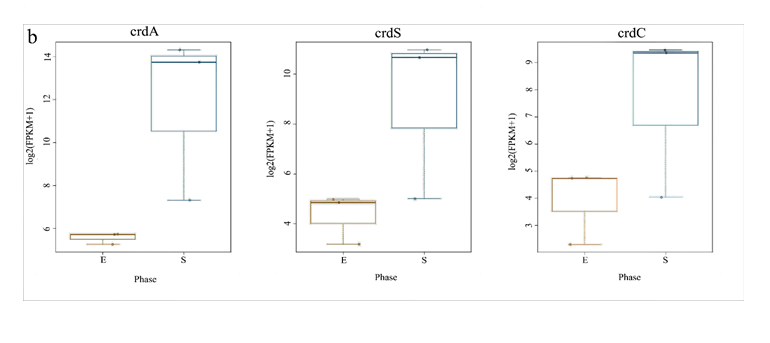 b
crdA
crdS
crdC
log2(FPKM+1)
14
12
10
8
6
E
S
Phase
log2(FPKM+1)
10
8
6
4
E
S
Phase
log2(FPKM+1)
9
8
7
6
5
4
3
E
S
Phase